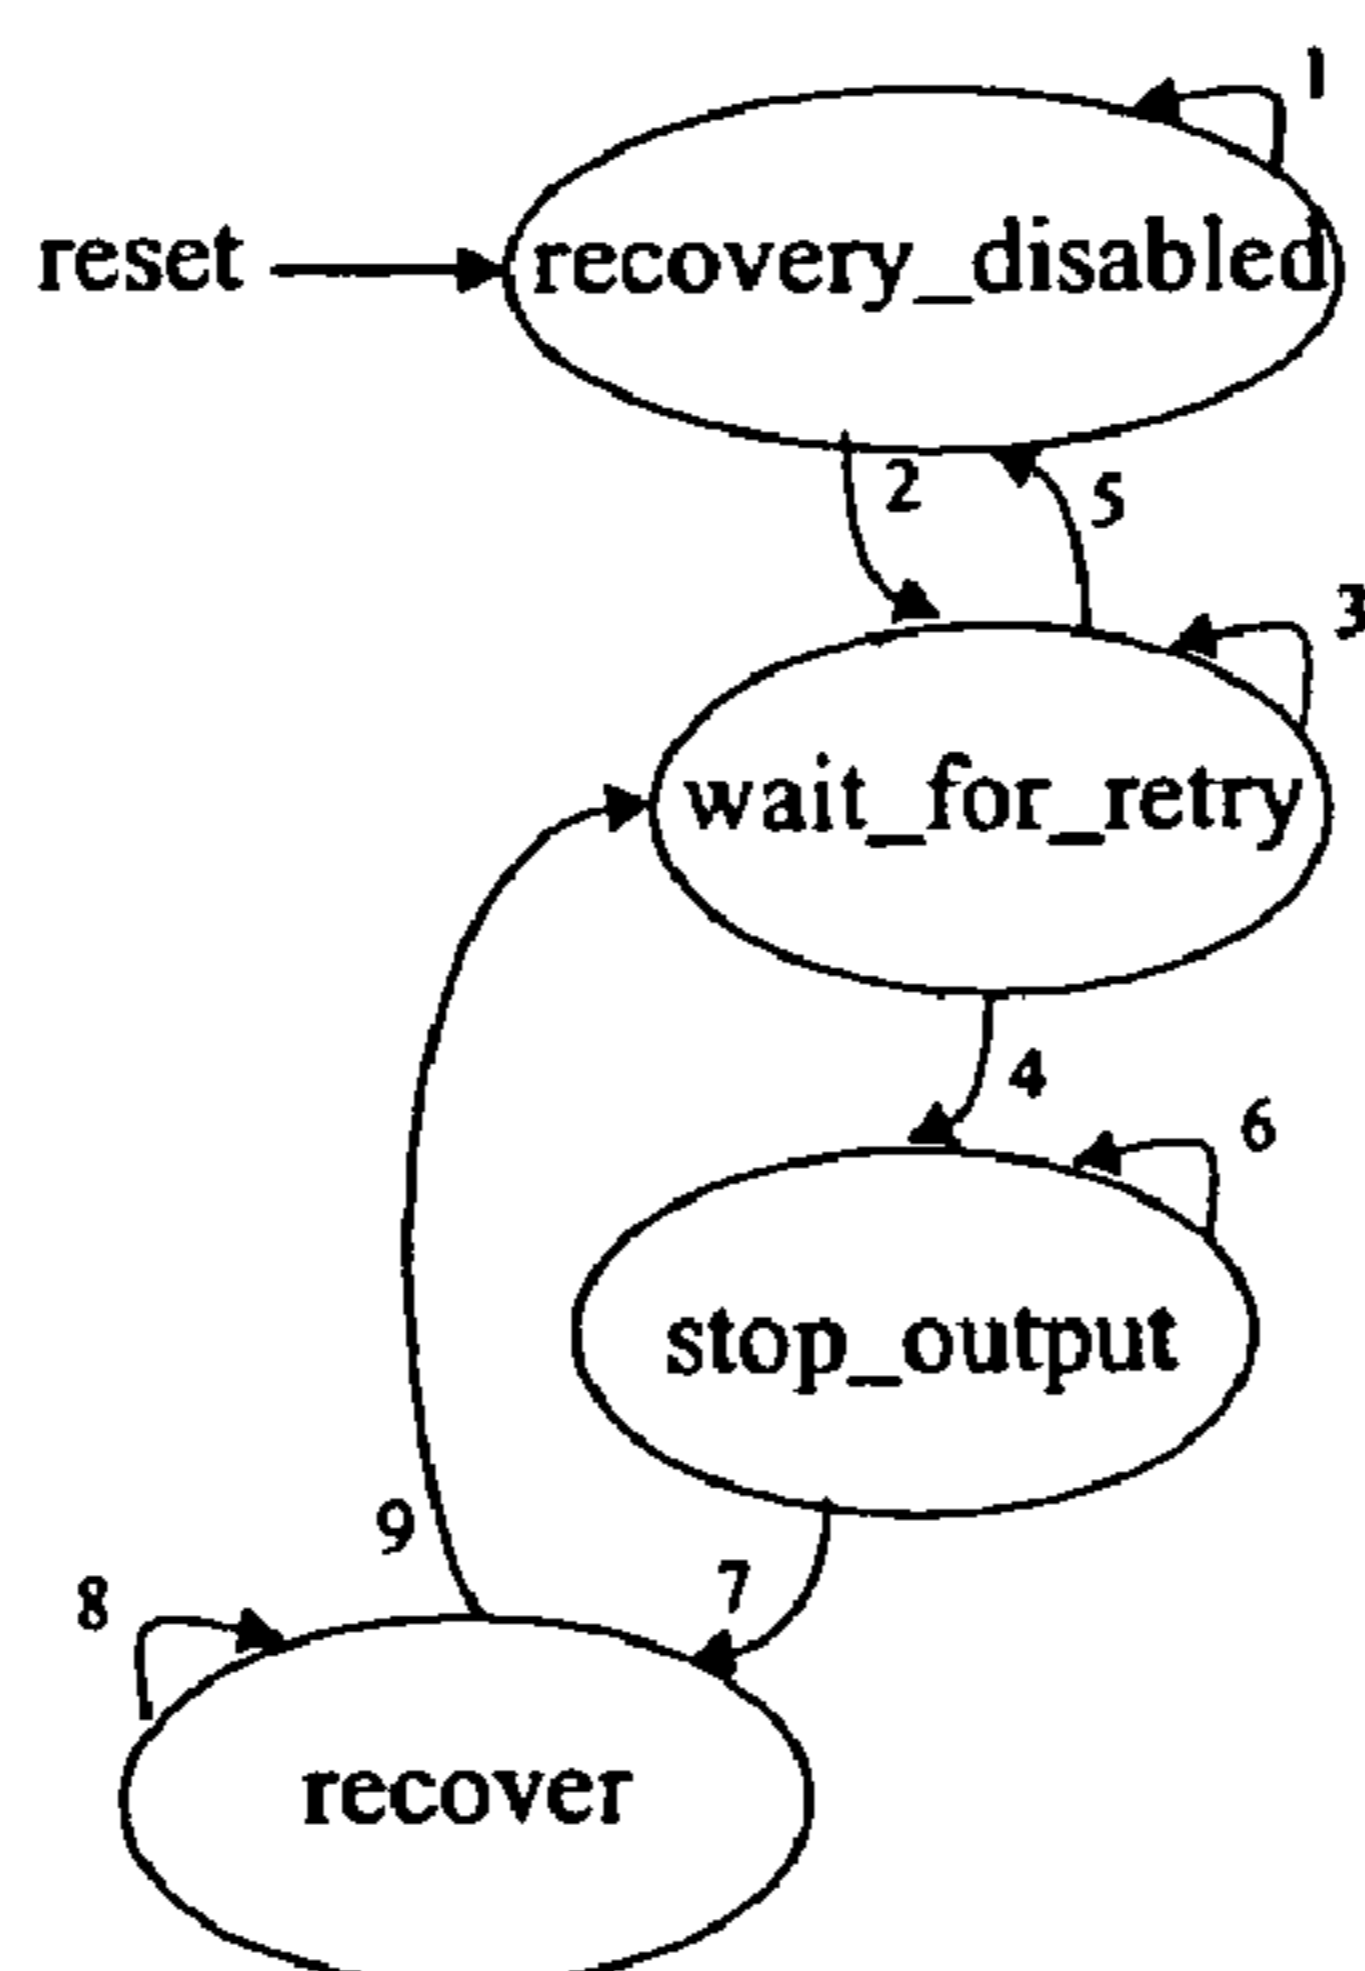 1
reset
recovery_disabled
2
5
3
wait_for_retry
4
6
stop_output
9
7
8
recover